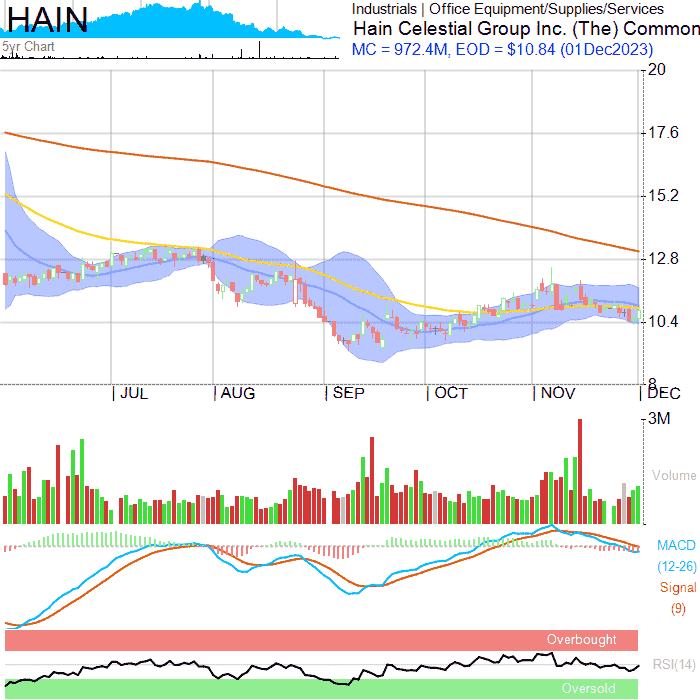 HAIN
5yr Chart
Industrials | Office Equipment/Supplies/Services
Hain Celestial Group Inc. (The) Common
MC = 972.4M, EOD = $10.84 (01Dec2023)
20
17.6
15.2
12.8
10.4
8
JUL
AUG
SEP
OCT
NOV
DEC
3M
Volume
MACD
(12-26)
Signal
(9)
Overbought
RSI(14)
Oversold